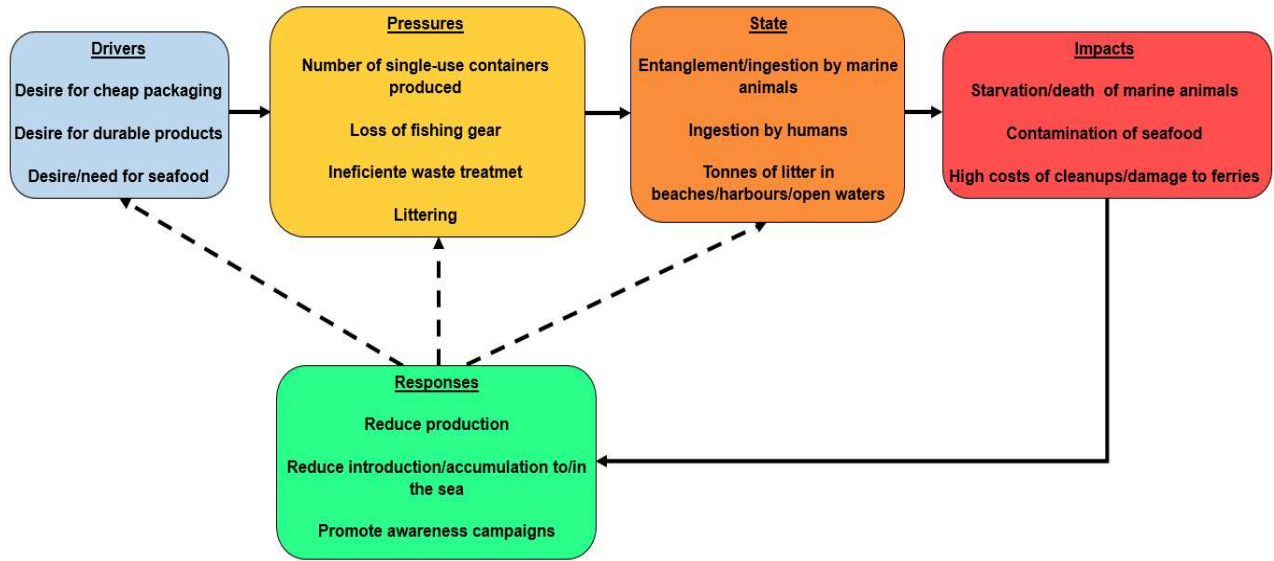 Drivers
Desire for cheap packaging
Desire for durable products
Desire/need for seafood
Pressures
Number of single-use containers
produced
Loss of fishing gear
Ineficiente waste treatmet
Littering
State
Entanglement/ingestion by marine
animals
Ingestion by humans
Tonnes of litter in
beaches/harbours/open waters
Impacts
Starvation/death of marine animals
Contamination of seafood
High costs of cleanups/damage to ferries
Responses
Reduce production
Reduce introduction/accumulation to/in
the sea
Promote awareness campaigns